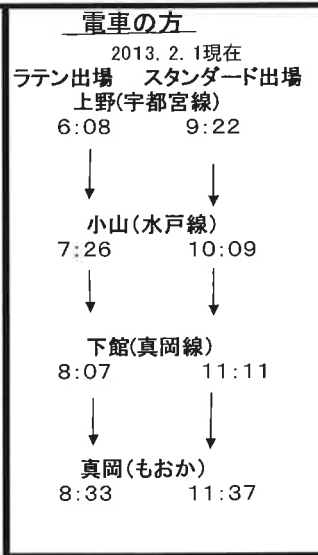 電車の方
2013. 2. 1現在
ラテン出場 スタンダード出場
上野(宇都宮線)
6:08 9:22
小山(水戸線)
7:26 10:09
下館(真岡線)
8:07 11:11
真岡(もおか)
8:33 11:37